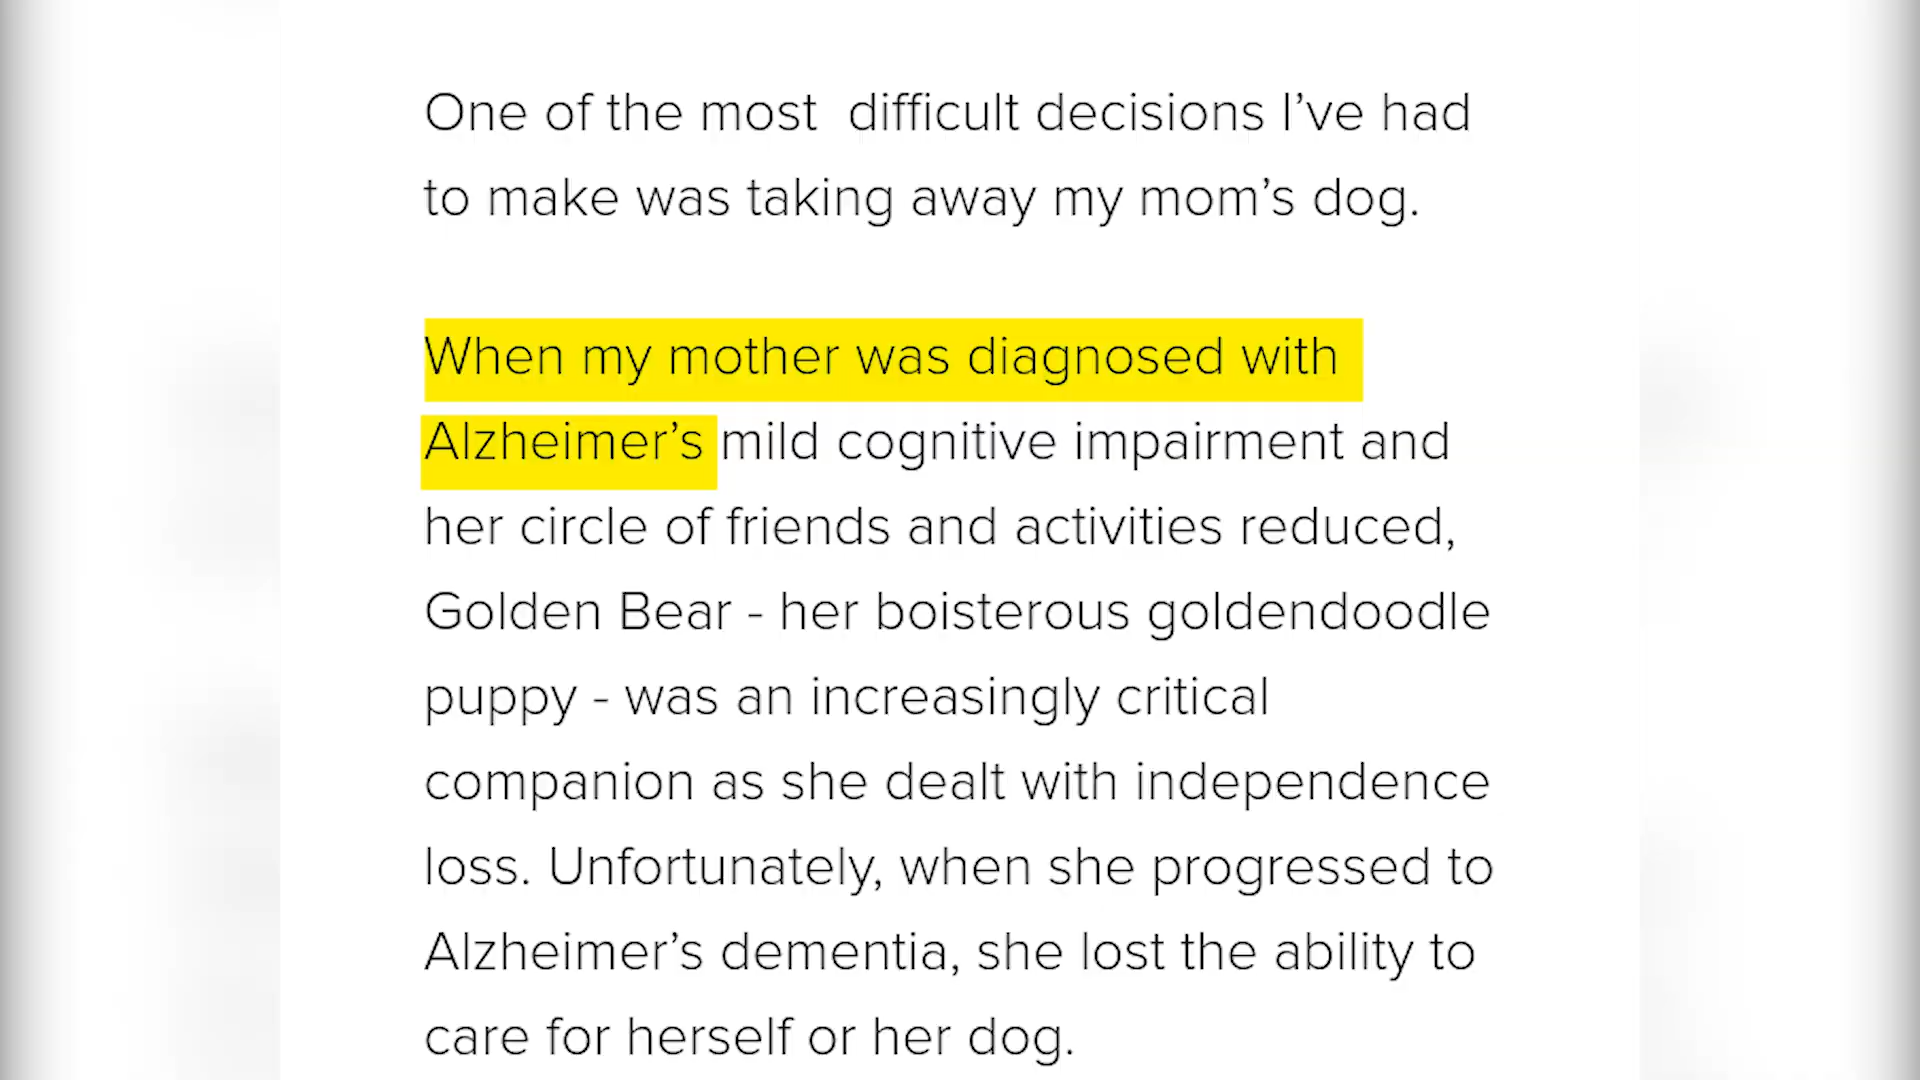 One of the most  difficult decisions I’ve had
to make was taking away my mom’s dog.
When my mother was diagnosed with
Alzheimer’s mild cognitive impairment and
her circle of friends and activities reduced,
Golden Bear - her boisterous goldendoodle
puppy - was an increasingly critical
companion as she dealt with independence
loss. Unfortunately, when she progressed to
Alzheimer’s dementia, she lost the ability to
care for herself or her dog.